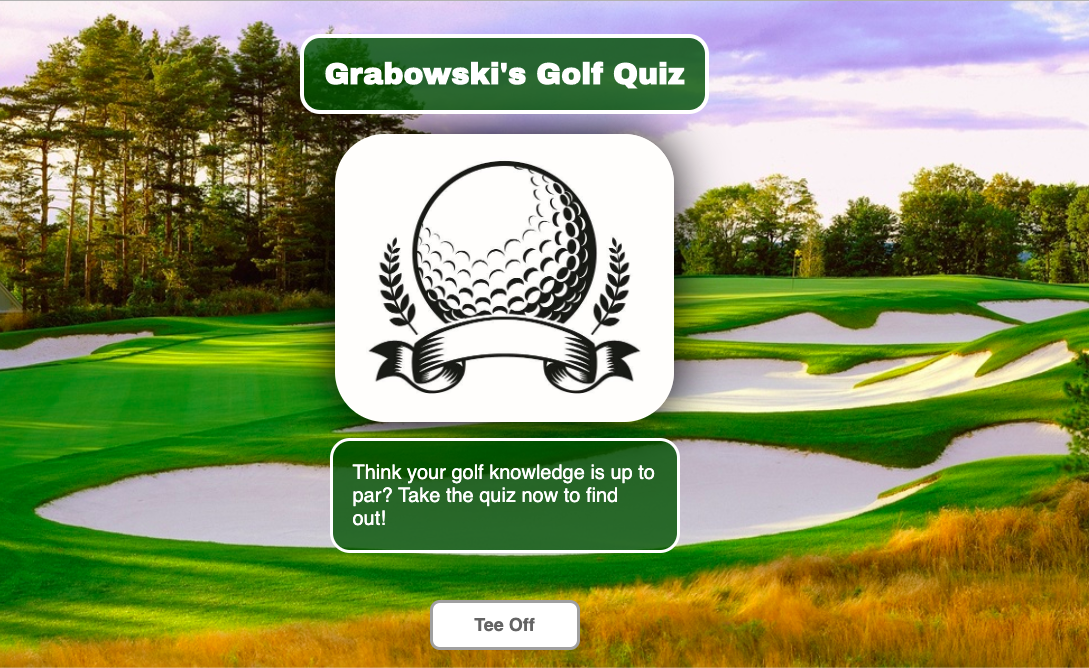 Grabowski's Golf Quiz
Think your golf knowledge is up to
par? Take the quiz now to find
out!
Tee Off